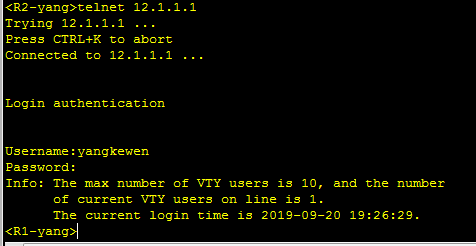 <R2-yang>telnet 12.1.1.1
Trying 12.1.1.1 ...
Press CTRL+K to abort
Connected to 12.1.1.1 ...
Login authentication
Username:yangkewen
Password:
Info: The max number of VTY users is 10, and the number
of current VTY users on line is 1.
The current login time is 2019-09-20 19:26:29.
<R1-yang>